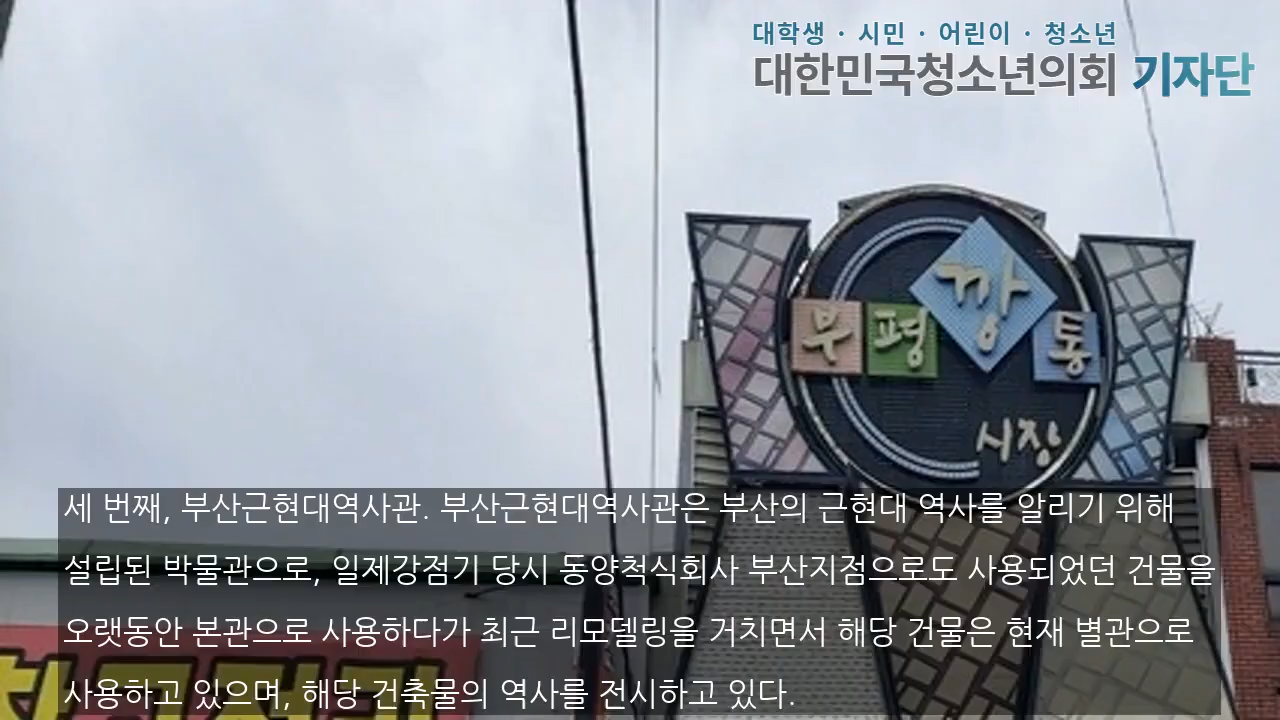 대학생 · 시민 · 어린이 · 청소년
대한민국청소년의회 기자단
부평깡통
시장
세 번째, 부산근현대역사관. 부산근현대역사관은 부산의 근현대 역사를 알리기 위해
설립된 박물관으로, 일제강점기 당시 동양척식회사 부산지점으로도 사용되었던 건물을
오랫동안 본관으로 사용하다가 최근 리모델링을 거치면서 해당 건물은 현재 별관으로
사용하고 있으며, 해당 건축물의 역사를 전시하고 있다.